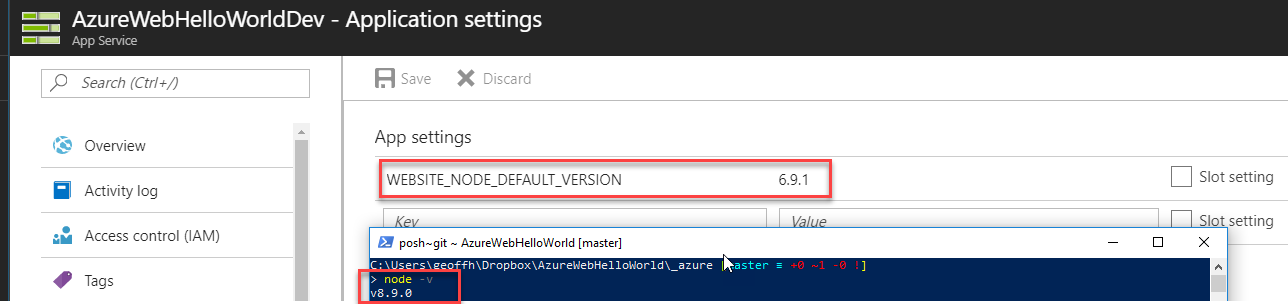 AzureWebHelloWorldDev - Application settings
App Service
Search (Ctrl+/)
Save
Discard
Overview
Activity log
Access control (IAM)
Tags
App settings
WEBSITE_NODE_DEFAULT_VERSION 6.9.1 Slot setting
Key Value Slot setting
posh~git ~ AzureWebHelloWorld [master]
C:\Users\geoffh\Dropbox\AzureWebHelloWorld\_azure [master ≡ +0 ~1 -0 !]
> node -v
v8.9.0